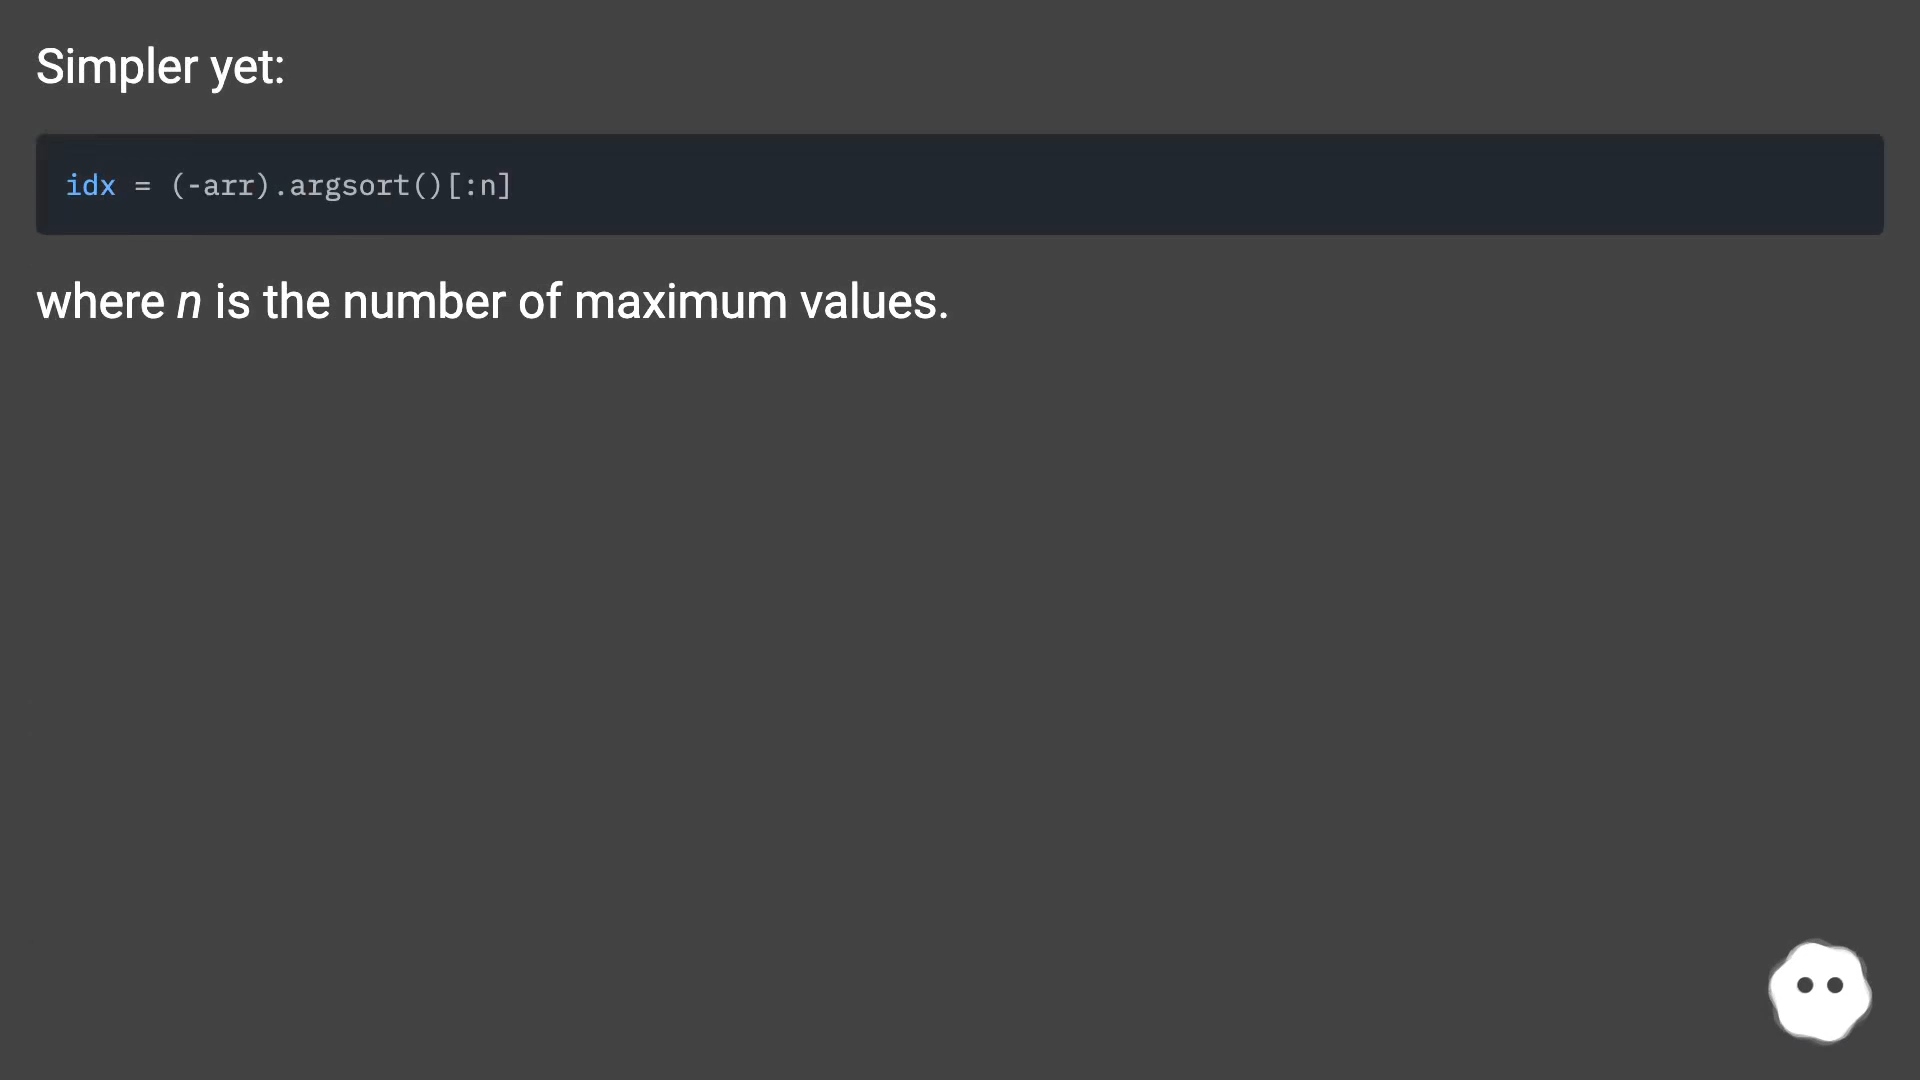 Simpler yet:
idx = (-arr).argsort()[:n]
where n is the number of maximum values.